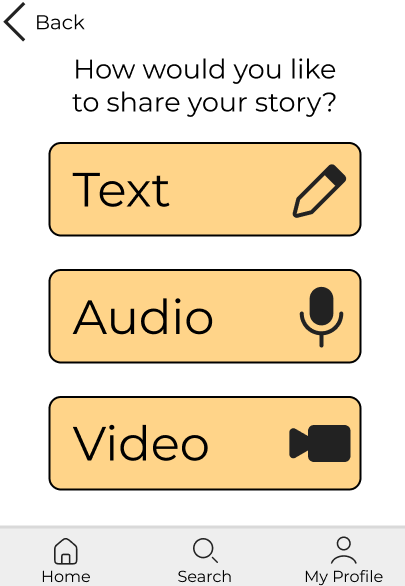 Back
How would you like
to share your story?
Text
Audio
Video
Home
Search
My Profile